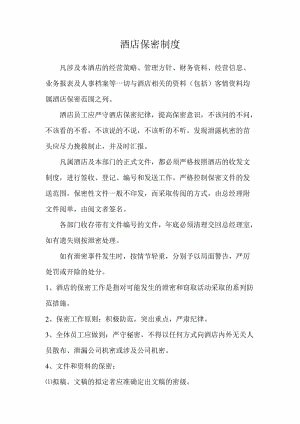 酒店保密制度
凡涉及本酒店的经营策略、管理方针、财务资料、经营信息、
业务报表及人事档案等一切与酒店相关的资料（包括）客情资料均
属酒店保密范围之列。
酒店员工应严守酒店保密纪律，提高保密意识，不该问的不问，
不该看的不看、不该说的不说，不该听的不听、发现泄露机密的苗
头应尽力挽救制止，并及时汇报。
凡属酒店及本部门的正式文件，都必须严格按照酒店的收发文
制度，进行签收、登记、编号和发送工作。严格控制保密文件的发
送范围。保密性文件一般不印发，而采取传阅的方式，由总经理附
文件阅单，由阅文者签名。
各部门收存带有文件编号的文件，年底必须清理交回总经理室，
如有遗失则按泄密处理。
如有泄密事件发生时，按情节轻重，分别予以局面警告，严厉
处罚或开除的处分。
1、酒店的保密工作是指对可能发生的泄密和窃取活动采取的系列防
范措施。
2、保密工作原则：积极防范，突出重点，严肃纪律。
3、全体员工应做到：严守秘密、不得以任何方式向酒店内外无关人
员散布、泄漏公司机密或涉及公司机密。
4、文件和资料的保密：
⑴拟稿。文稿的拟定者应准确定出文稿的密级。